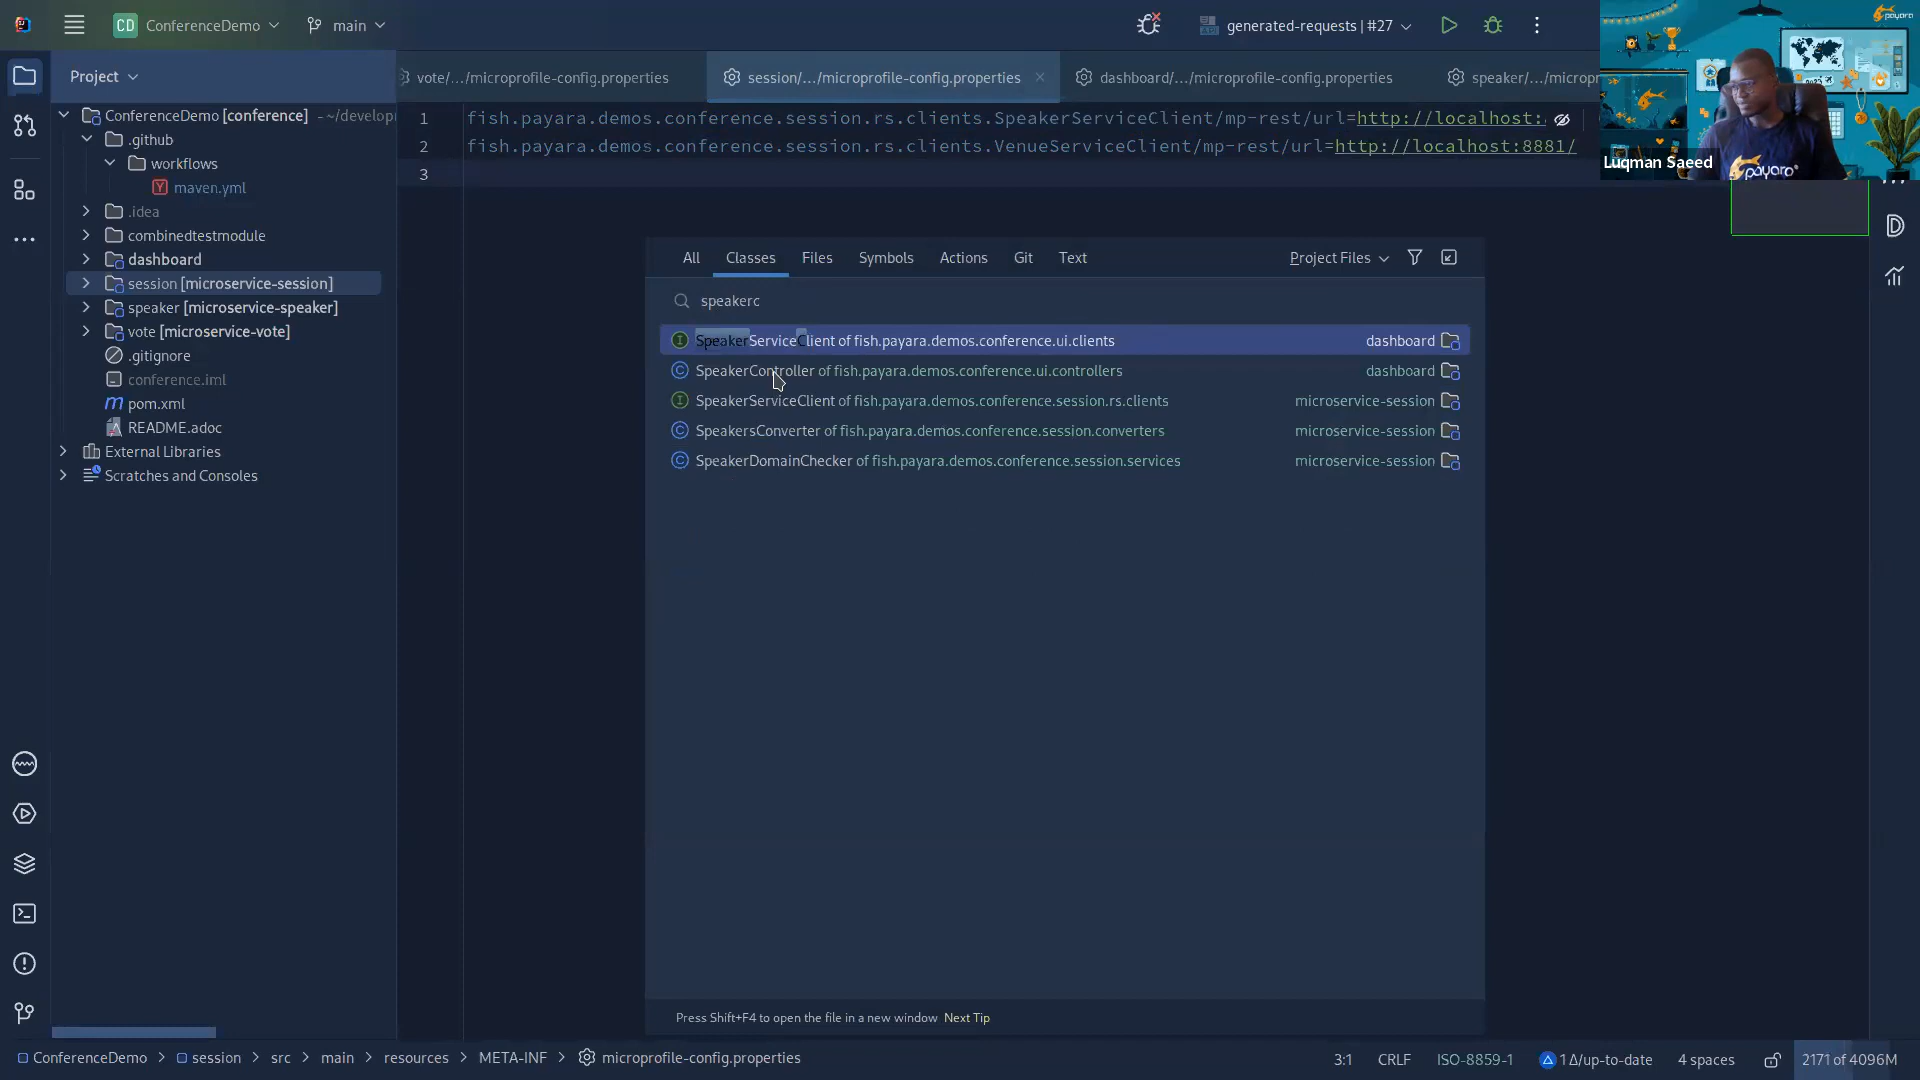 CD ConferenceDemo
main
generated-requests | #27
payara
Luqman Saeed
payara
Project
vote/.../microprofile-config.properties
session/.../microprofile-config.properties
dashboard/.../microprofile-config.properties
speaker/.../microp
ConferenceDemo [conference] - ~/develop
.github
workflows
maven.yml
.idea
combinedtestmodule
dashboard
session [microservice-session]
speaker [microservice-speaker]
vote [microservice-vote]
.gitignore
conference.iml
pom.xml
README.adoc
External Libraries
Scratches and Consoles
1 fish.payara.demos.conference.session.rs.clients.SpeakerServiceClient/mp-rest/url=http://localhost:
2 fish.payara.demos.conference.session.rs.clients.VenueServiceClient/mp-rest/url=http://localhost:8881/
3
All Classes Files Symbols Actions Git Text Project Files
speakerc
SpeakerServiceClient of fish.payara.demos.conference.ui.clients dashboard
SpeakerController of fish.payara.demos.conference.ui.controllers dashboard
SpeakerServiceClient of fish.payara.demos.conference.session.rs.clients microservice-session
SpeakersConverter of fish.payara.demos.conference.session.converters microservice-session
SpeakerDomainChecker of fish.payara.demos.conference.session.services microservice-session
Press Shift+F4 to open the file in a new window Next Tip
ConferenceDemo > session > src > main > resources > META-INF > microprofile-config.properties
3:1 CRLF ISO-8859-1 1 Δ/up-to-date 4 spaces 2171 of 4096M